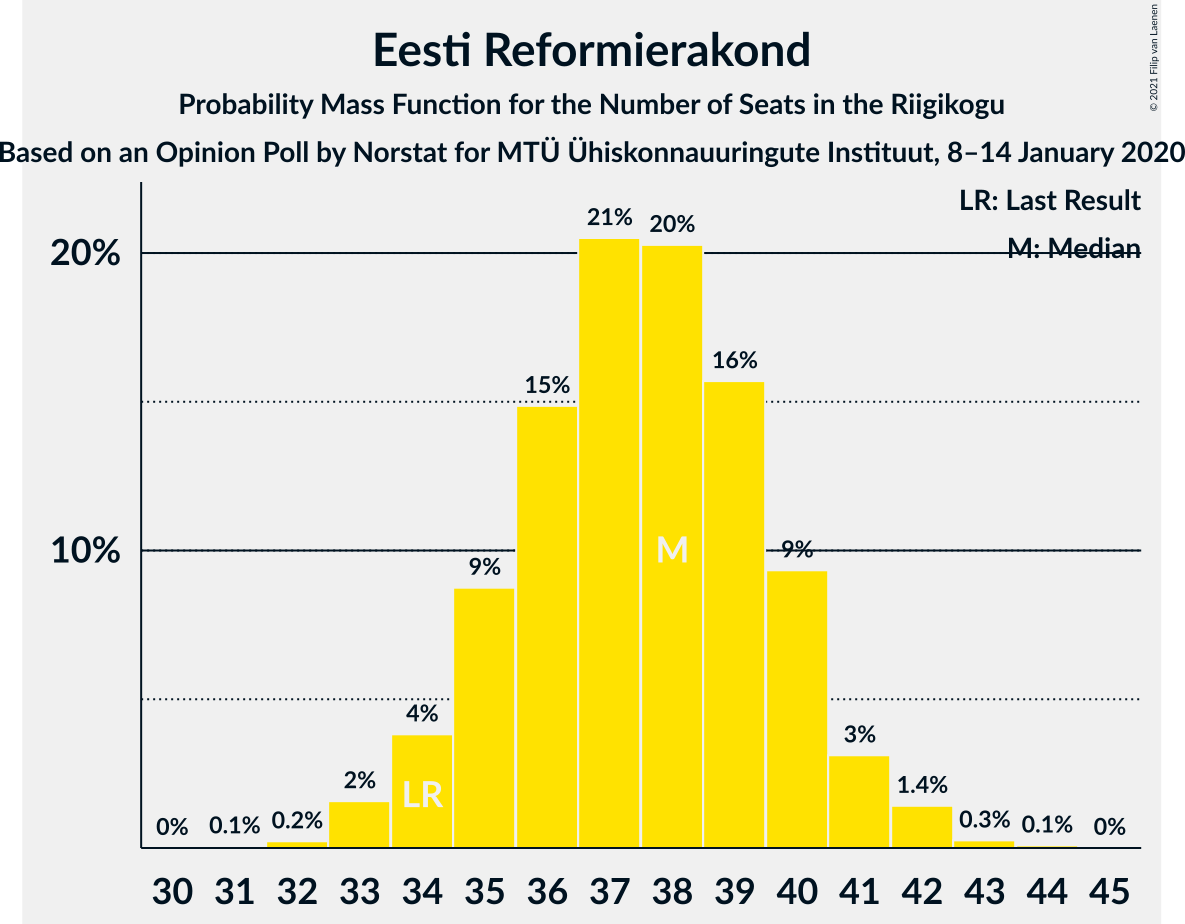 Eesti Reformierakond
Probability Mass Function for the Number of Seats in the Riigikogu
Based on an Opinion Poll by Norstat for MTÜ Ühiskonnauuringute Instituut, 8–14 January 2020
© 2021 Filip van Laenen
LR: Last Result
M: Median
20%
10%
0% 0.1% 0.2% 2% 4% 9% 15% 21% 20% 16% 9% 3% 1.4% 0.3% 0.1% 0%
LR M
30 31 32 33 34 35 36 37 38 39 40 41 42 43 44 45